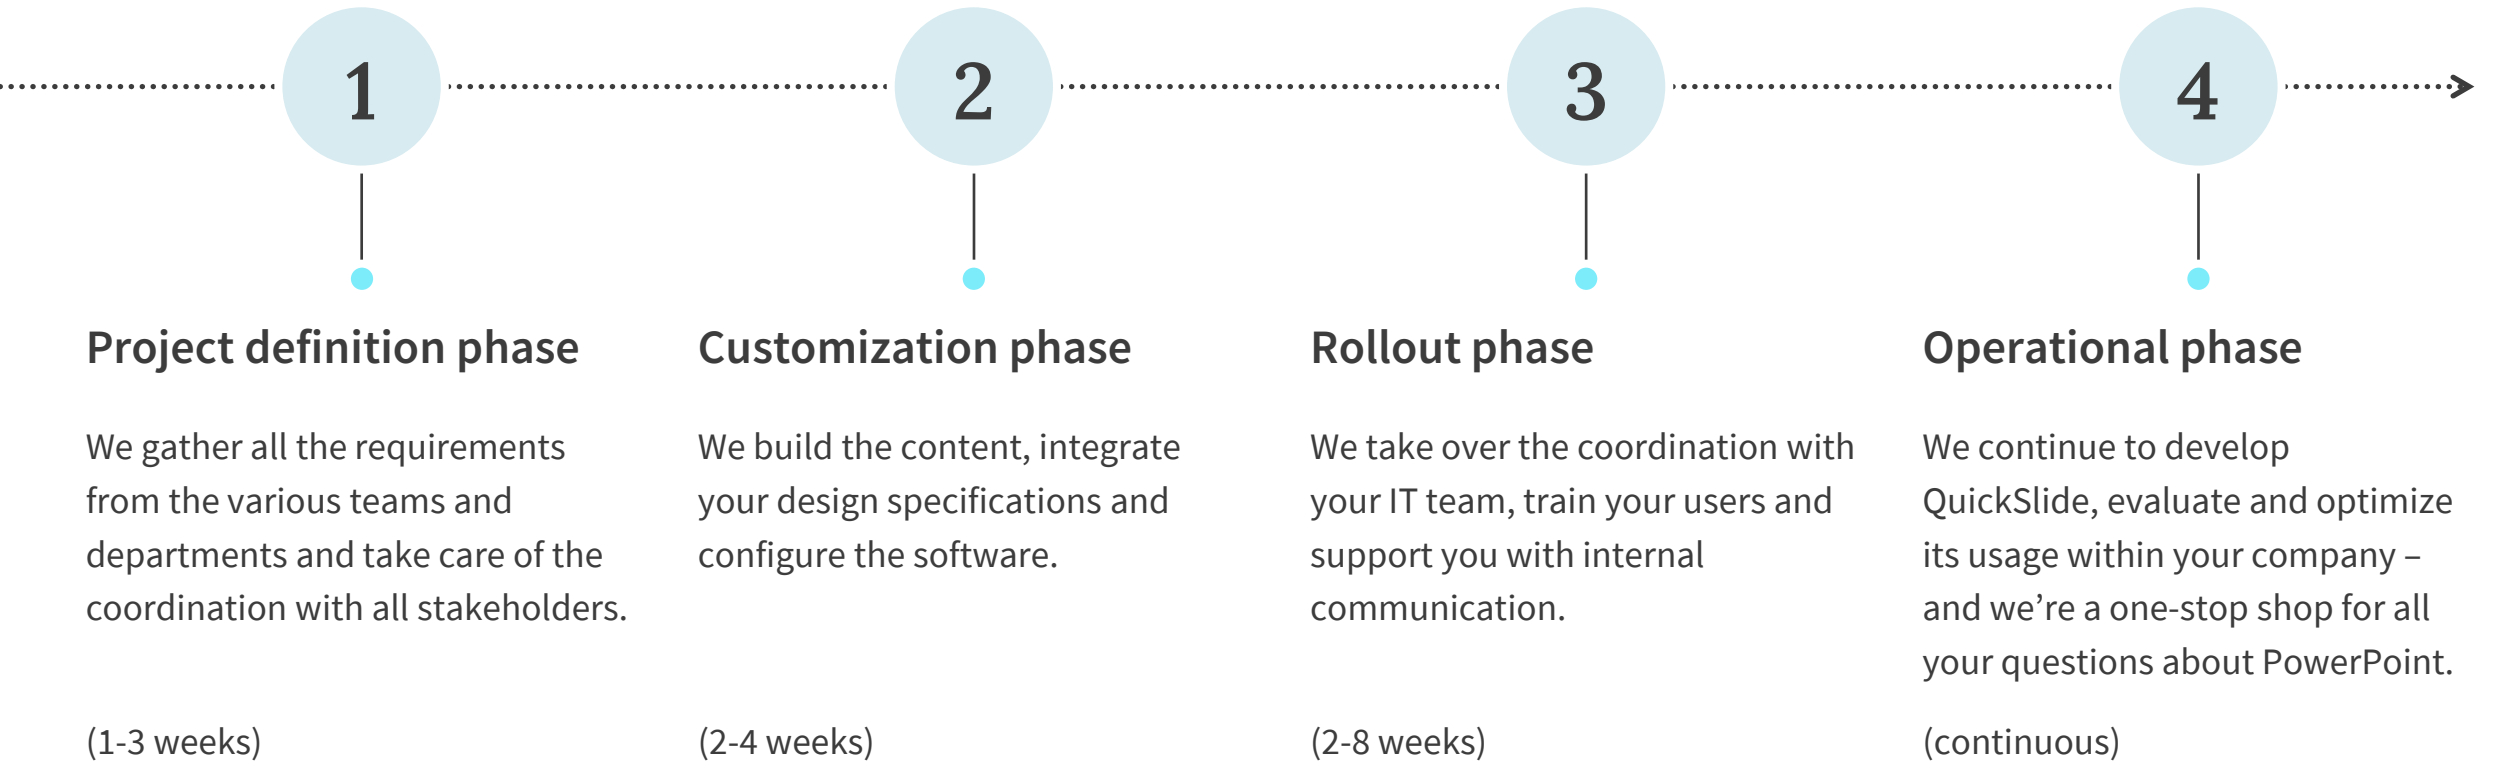 1
Project definition phase
We gather all the requirements
from the various teams and
departments and take care of the
coordination with all stakeholders.
(1-3 weeks)
2
Customization phase
We build the content, integrate
your design specifications and
configure the software.
(2-4 weeks)
3
Rollout phase
We take over the coordination with
your IT team, train your users and
support you with internal
communication.
(2-8 weeks)
4
Operational phase
We continue to develop
QuickSlide, evaluate and optimize
its usage within your company –
and we’re a one-stop shop for all
your questions about PowerPoint.
(continuous)